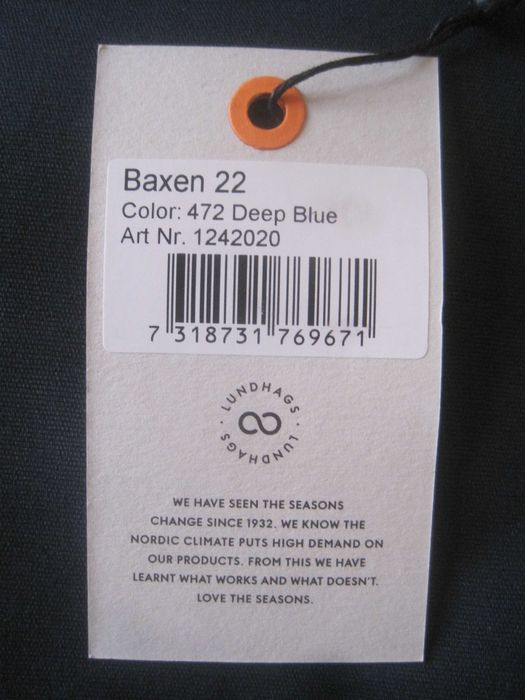 Baxen 22
Color: 472 Deep Blue
Art Nr. 1242020
7 318731 769671
LUNDHAGS · LUNDHAGS ·
WE HAVE SEEN THE SEASONS
CHANGE SINCE 1932. WE KNOW THE
NORDIC CLIMATE PUTS HIGH DEMAND ON
OUR PRODUCTS. FROM THIS WE HAVE
LEARNT WHAT WORKS AND WHAT DOESN'T.
LOVE THE SEASONS.